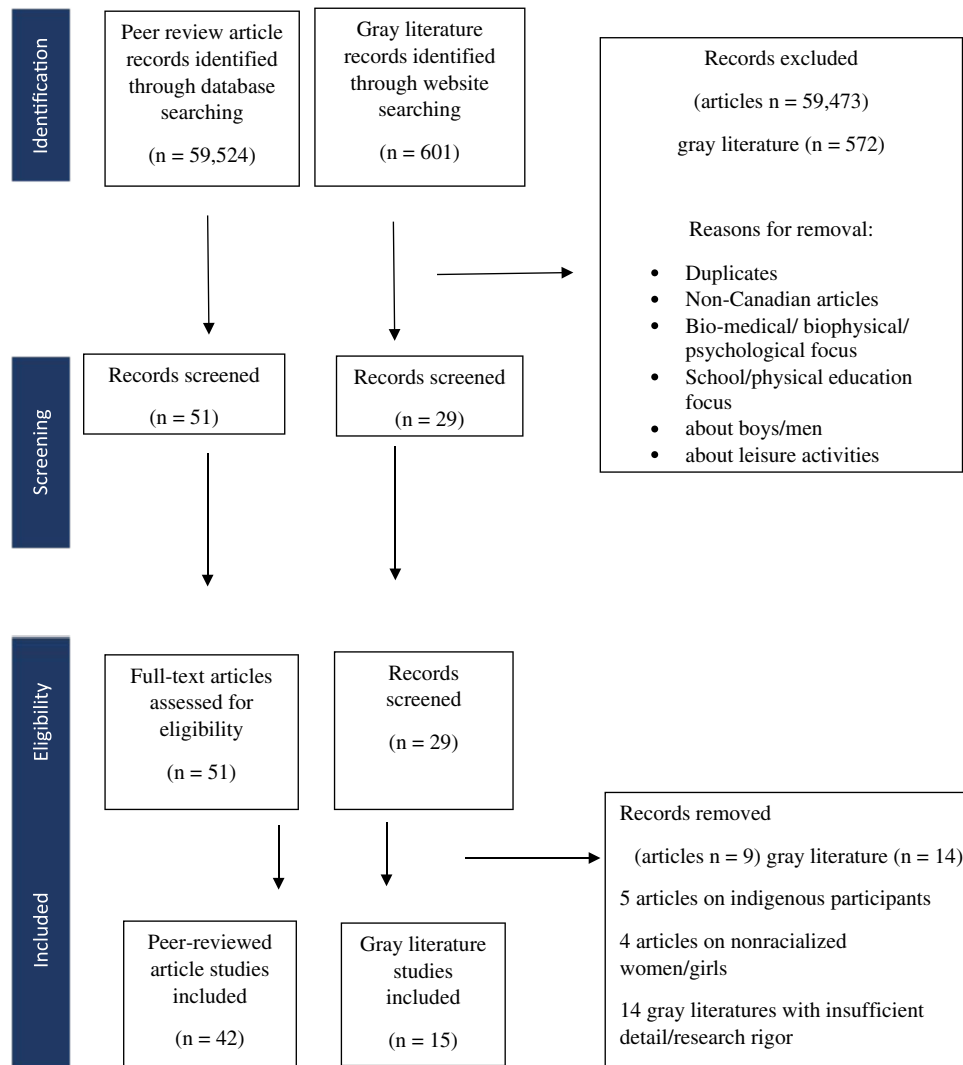 Identification
Peer review article
records identified
through database
searching
(n = 59,524)
Gray literature
records identified
through website
searching
(n = 601)
Records excluded
(articles n = 59,473)
gray literature (n = 572)
Reasons for removal:
• Duplicates
• Non-Canadian articles
• Bio-medical/ biophysical/
psychological focus
• School/physical education
focus
• about boys/men
• about leisure activities
Screening
Records screened
(n = 51)
Records screened
(n = 29)
Eligibility
Full-text articles
assessed for
eligibility
(n = 51)
Records
screened
(n = 29)
Records removed
(articles n = 9) gray literature (n = 14)
5 articles on indigenous participants
4 articles on nonracialized
women/girls
14 gray literatures with insufficient
detail/research rigor
Included
Peer-reviewed
article studies
included
(n = 42)
Gray literature
studies
included
(n = 15)